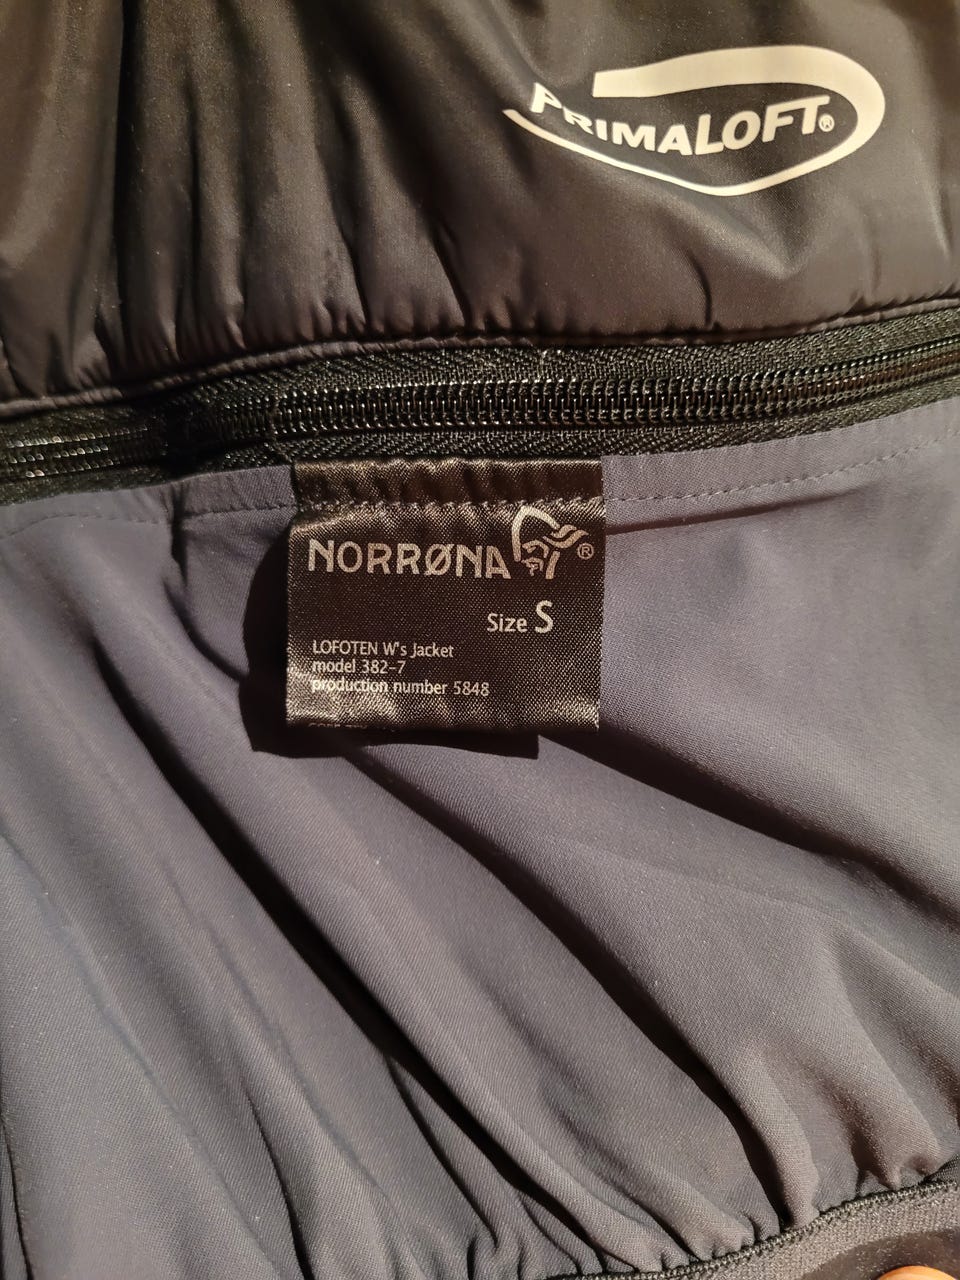 PRIMALOFT®
NORRØNA®
Size S
LOFOTEN W's Jacket
model 382-7
production number 5848